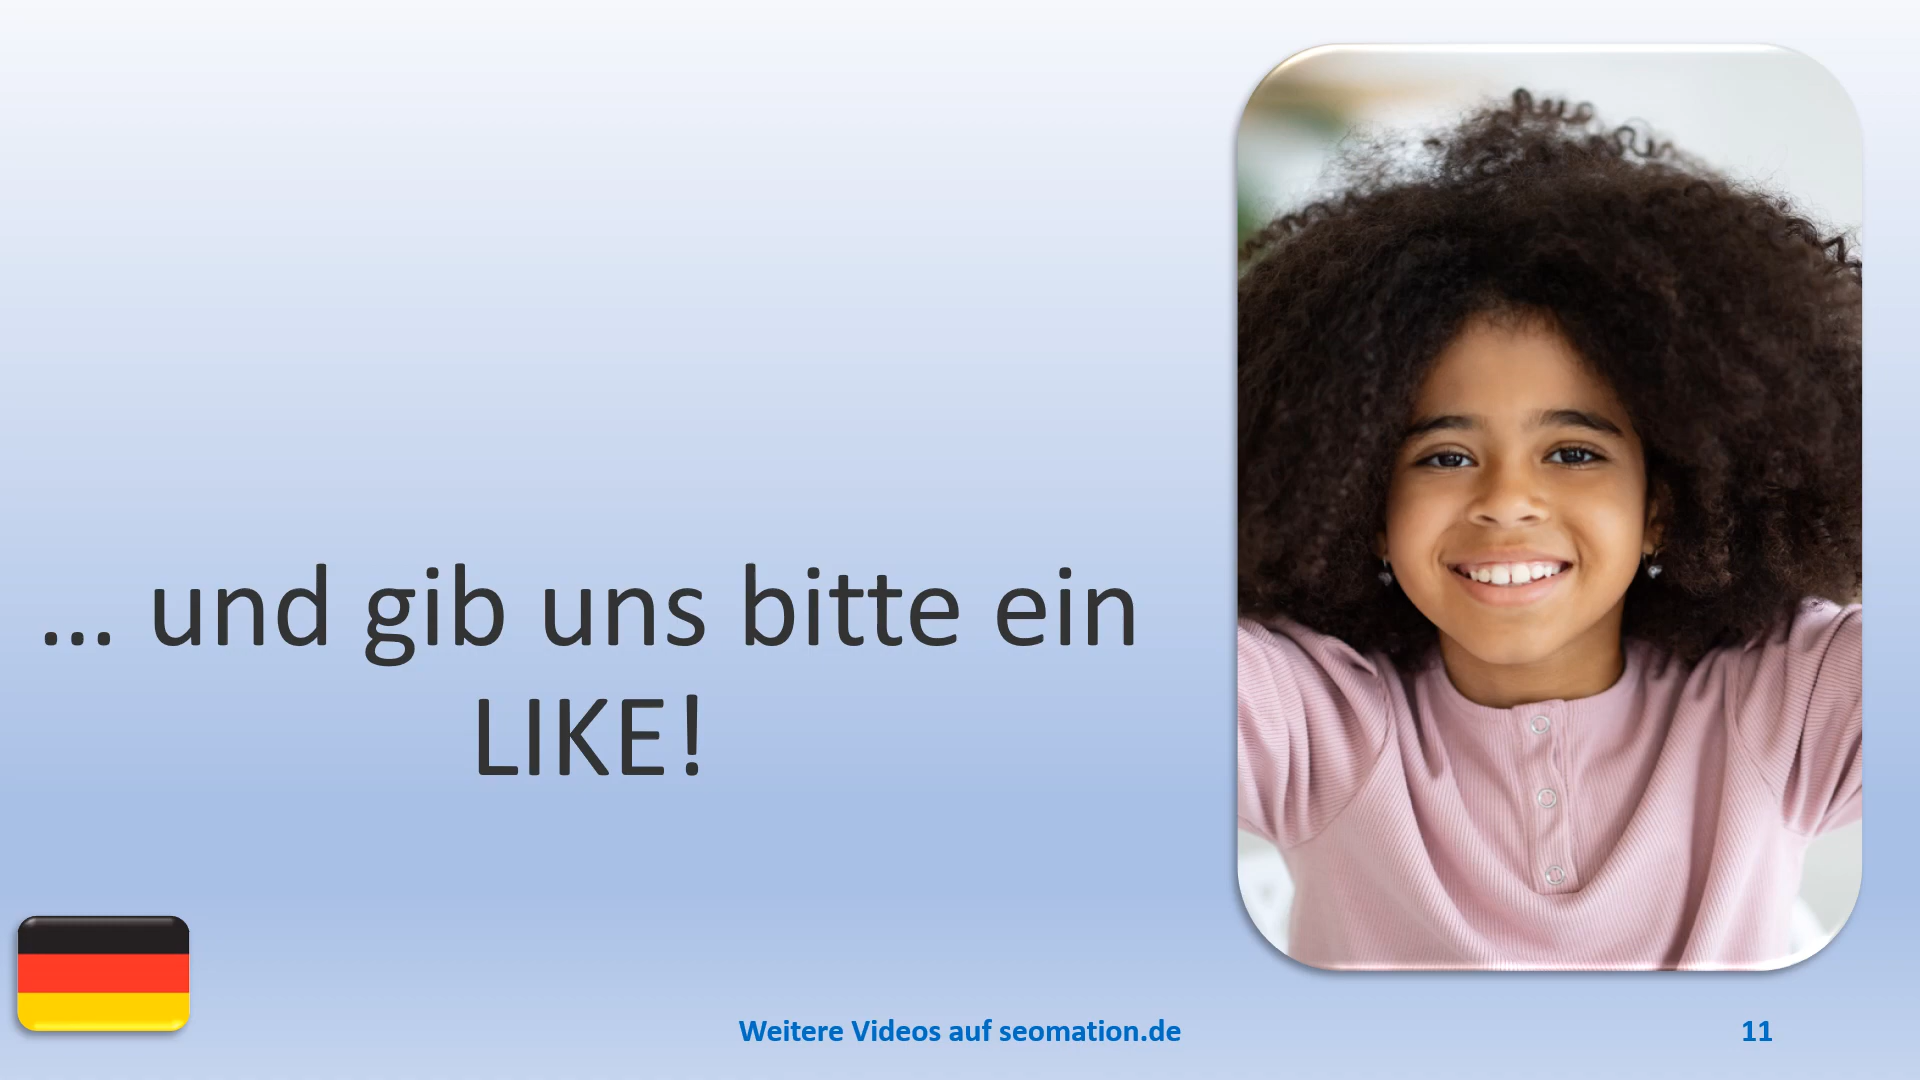 … und gib uns bitte ein
LIKE!
Weitere Videos auf seomation.de
11